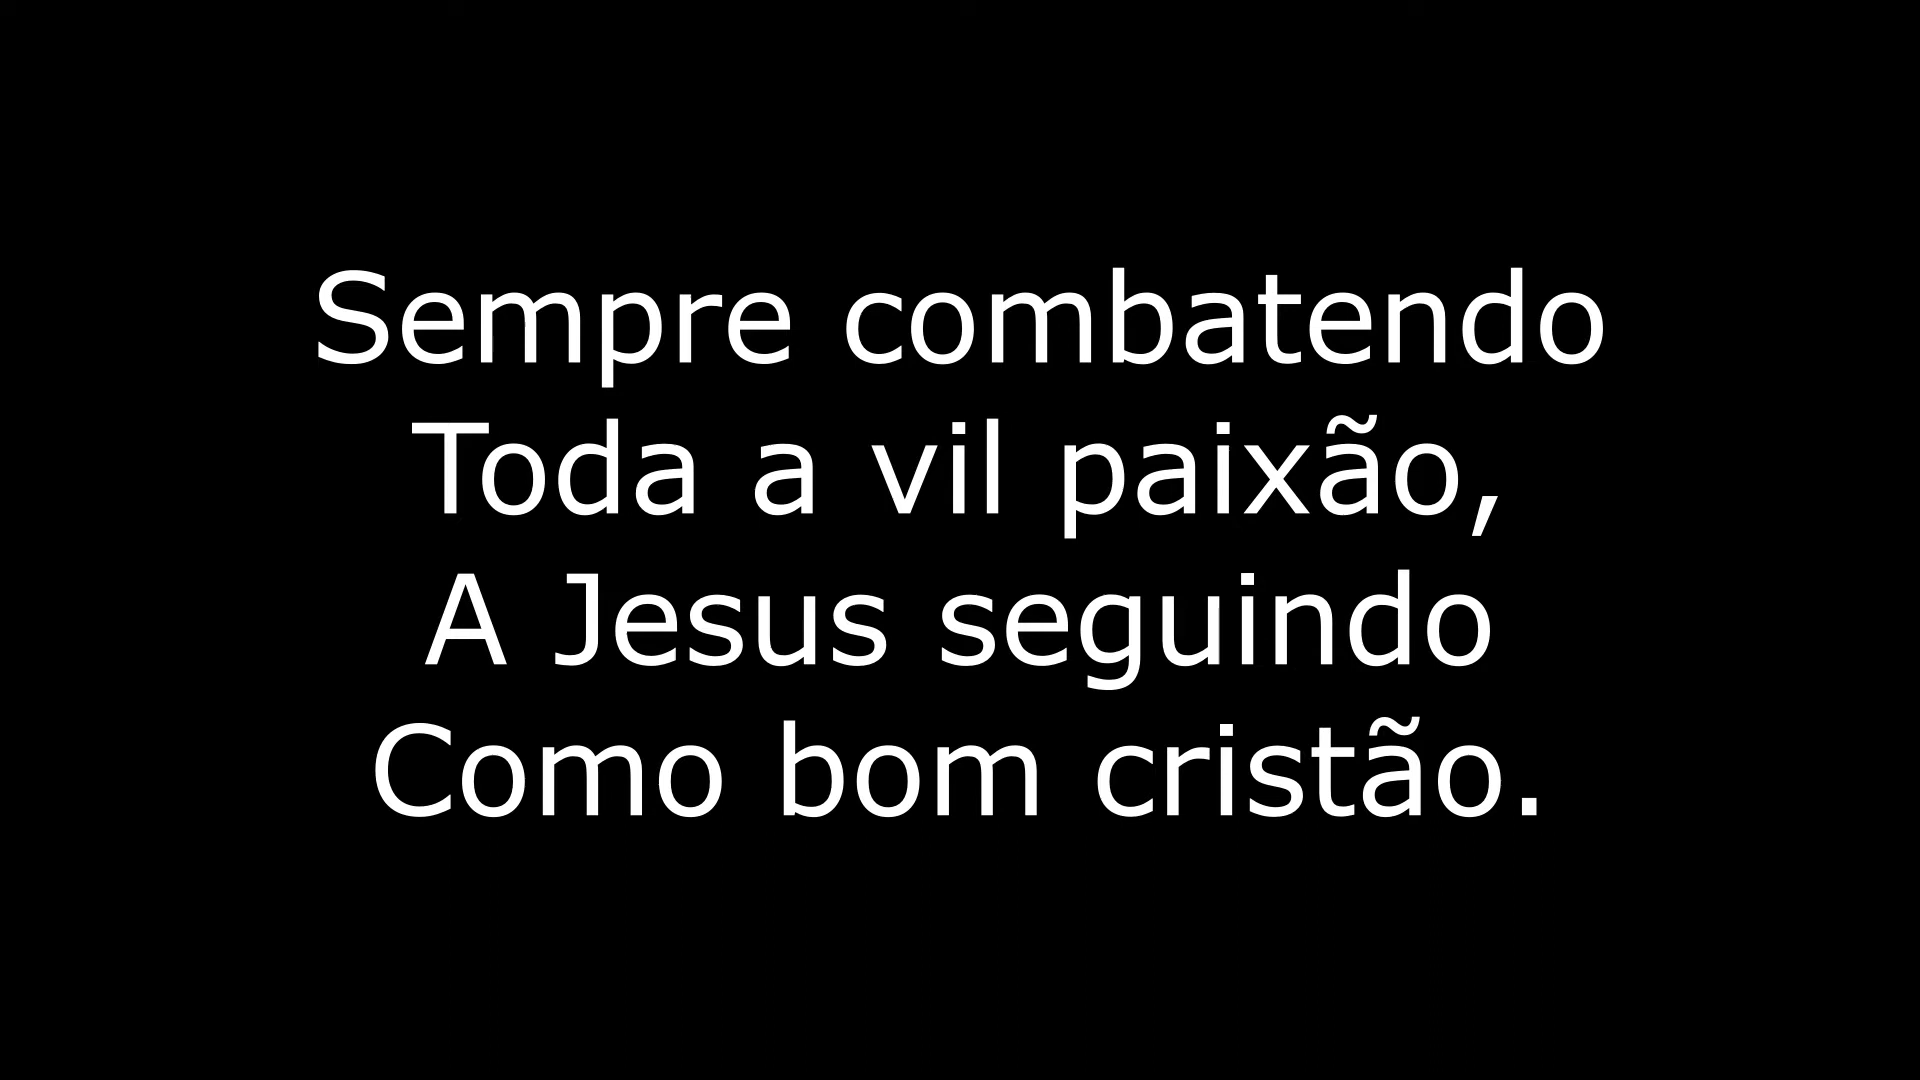 Sempre combatendo
Toda a vil paixão,
A Jesus seguindo
Como bom cristão.